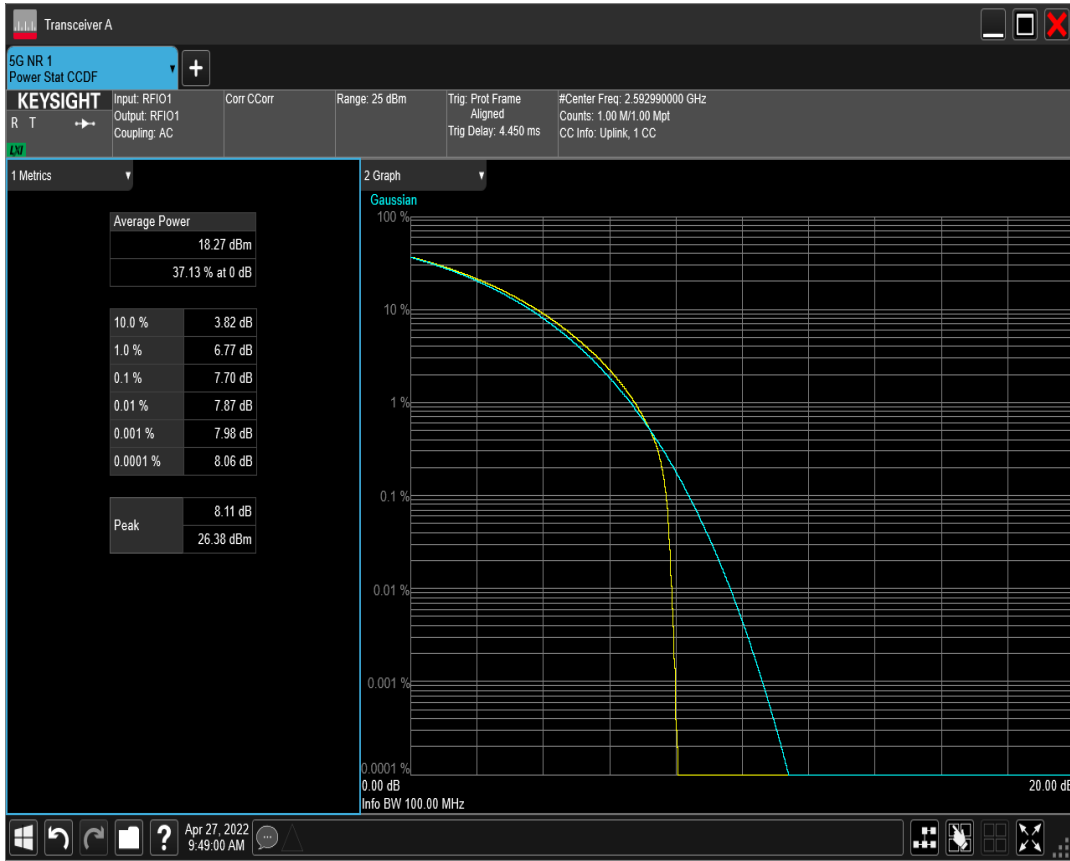 Transceiver A
5G NR 1
Power Stat CCDF
+
KEYSIGHT
R T
LXI
Input: RFIO1
Output: RFIO1
Coupling: AC
Corr CCorr
Range: 25 dBm
Trig: Prot Frame
Aligned
Trig Delay: 4.450 ms
#Center Freq: 2.592990000 GHz
Counts: 1.00 M/1.00 Mpt
CC Info: Uplink, 1 CC
1 Metrics
Average Power
18.27 dBm
37.13 % at 0 dB
10.0 % 3.82 dB
1.0 % 6.77 dB
0.1 % 7.70 dB
0.01 % 7.87 dB
0.001 % 7.98 dB
0.0001 % 8.06 dB
Peak 8.11 dB
26.38 dBm
2 Graph
Gaussian
100 %
10 %
1 %
0.1 %
0.01 %
0.001 %
0.0001 %
0.00 dB 20.00 dB
Info BW 100.00 MHz
?
Apr 27, 2022
9:49:00 AM